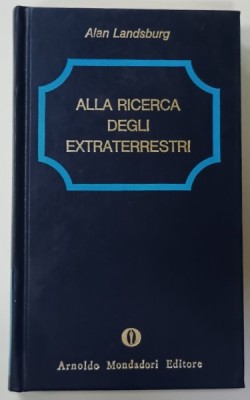 Alan Landsburg
ALLA RICERCA
DEGLI
EXTRATERRESTRI
Arnoldo Mondadori Editore